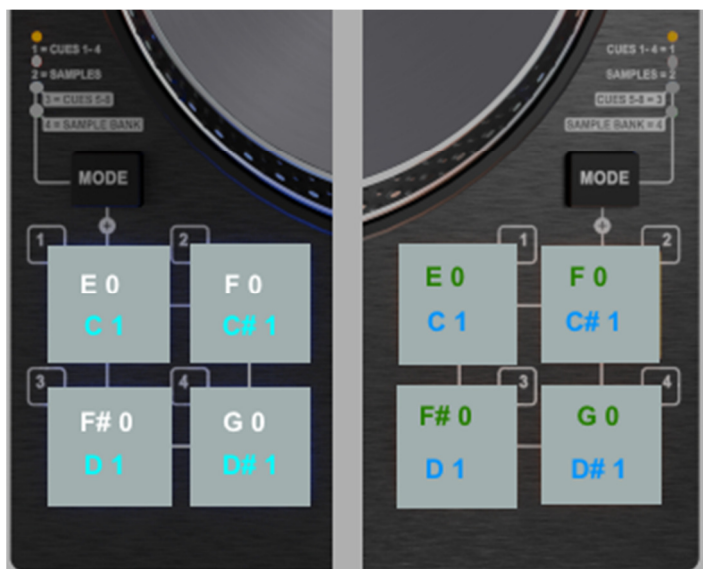 1 = CUES 1- 4
2 = SAMPLES
3 = CUES 5-8
4 = SAMPLE BANK
MODE
1
2
E 0
F 0
C 1
C# 1
3
4
F# 0
G 0
D 1
D# 1
CUES 1- 4 = 1
SAMPLES = 2
CUES 5-8 = 3
SAMPLE BANK = 4
MODE
1
2
E 0
F 0
C 1
C# 1
3
4
F# 0
G 0
D 1
D# 1